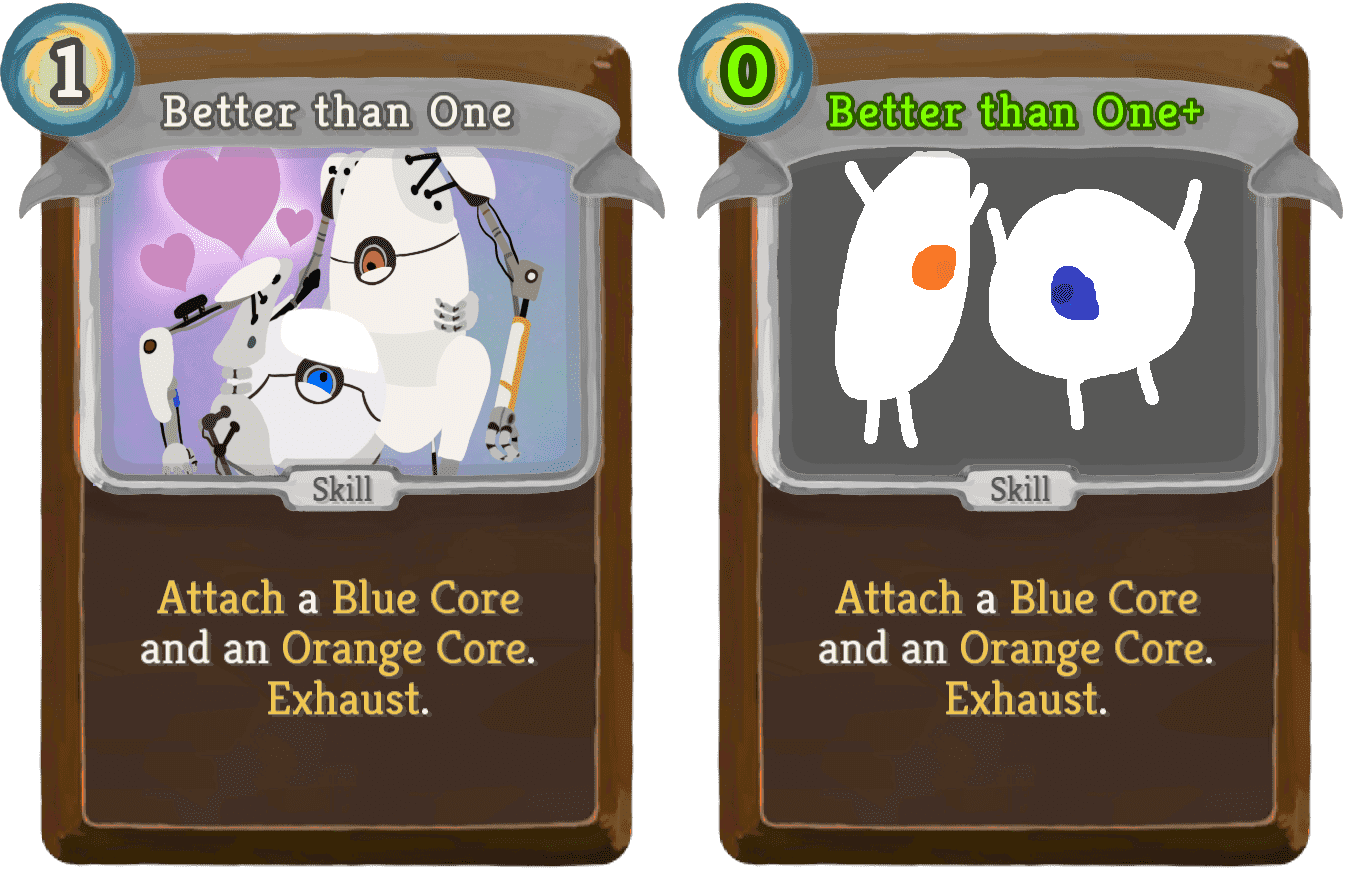 1
Better than One
Skill
Attach a Blue Core
and an Orange Core.
Exhaust.
0
Better than One+
Skill
Attach a Blue Core
and an Orange Core.
Exhaust.